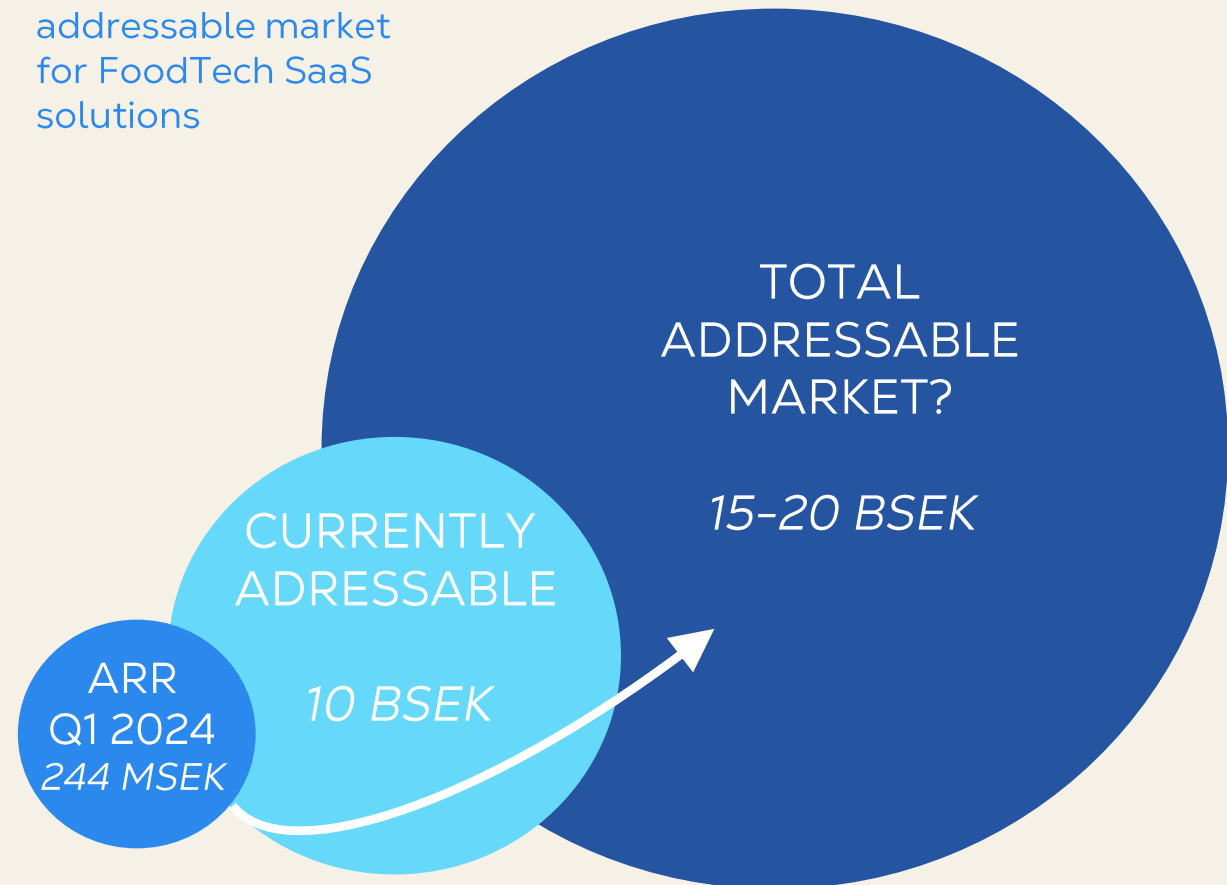 addressable market
for FoodTech SaaS
solutions
TOTAL
ADDRESSABLE
MARKET?
15-20 BSEK
CURRENTLY
ADRESSABLE
10 BSEK
ARR
Q1 2024
244 MSEK